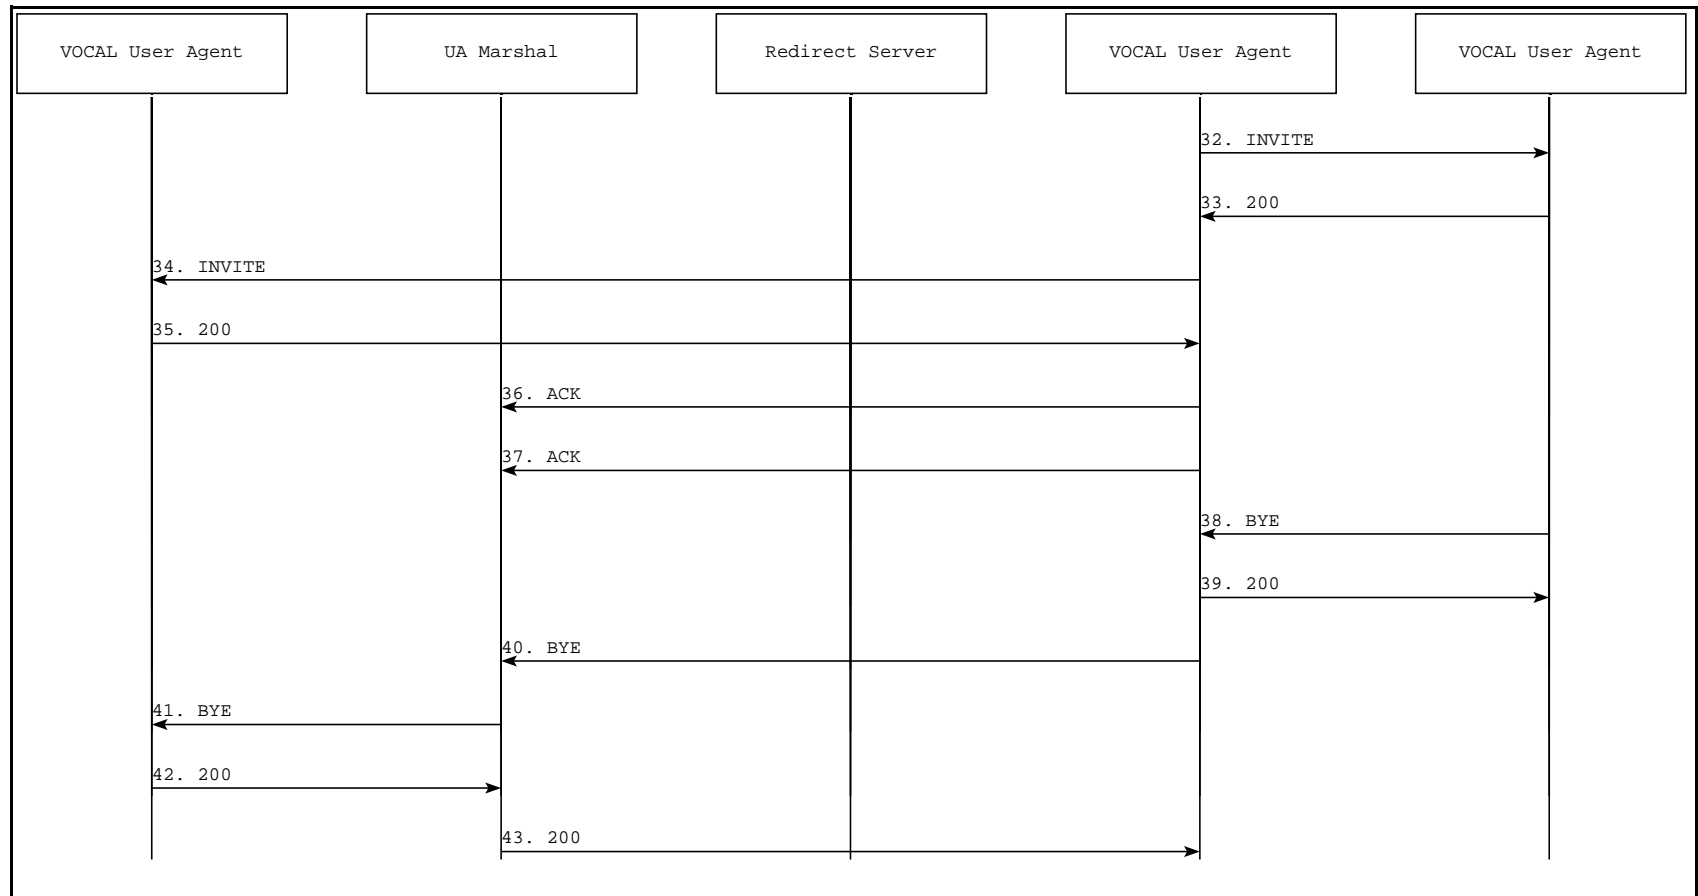 VOCAL User Agent
UA Marshal
Redirect Server
VOCAL User Agent
VOCAL User Agent
32. INVITE
33. 200
34. INVITE
35. 200
36. ACK
37. ACK
38. BYE
39. 200
40. BYE
41. BYE
42. 200
43. 200